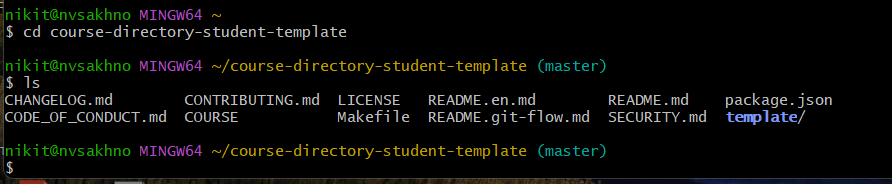 nikit@nvsakhno MINGW64 ~
$ cd course-directory-student-template
nikit@nvsakhno MINGW64 ~/course-directory-student-template (master)
$ ls
CHANGELOG.md CONTRIBUTING.md LICENSE README.en.md README.md package.json
CODE_OF_CONDUCT.md COURSE Makefile README.git-flow.md SECURITY.md template/
nikit@nvsakhno MINGW64 ~/course-directory-student-template (master)
$